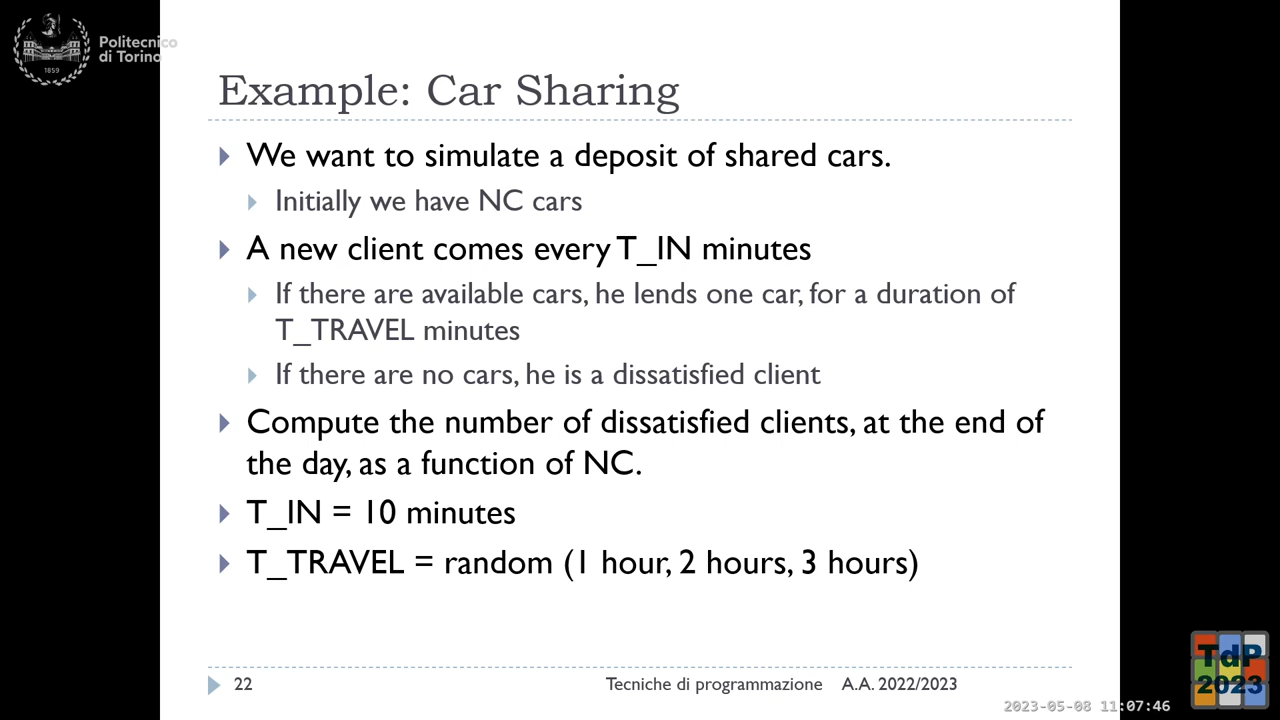 Politecnico
di Torino
1859
Example: Car Sharing
We want to simulate a deposit of shared cars.
Initially we have NC cars
A new client comes every T_IN minutes
If there are available cars, he lends one car, for a duration of
T_TRAVEL minutes
If there are no cars, he is a dissatisfied client
Compute the number of dissatisfied clients, at the end of
the day, as a function of NC.
T_IN = 10 minutes
T_TRAVEL = random (1 hour, 2 hours, 3 hours)
22
Tecniche di programmazione A.A. 2022/2023
TdP
2023
2023-05-08 11:07:46